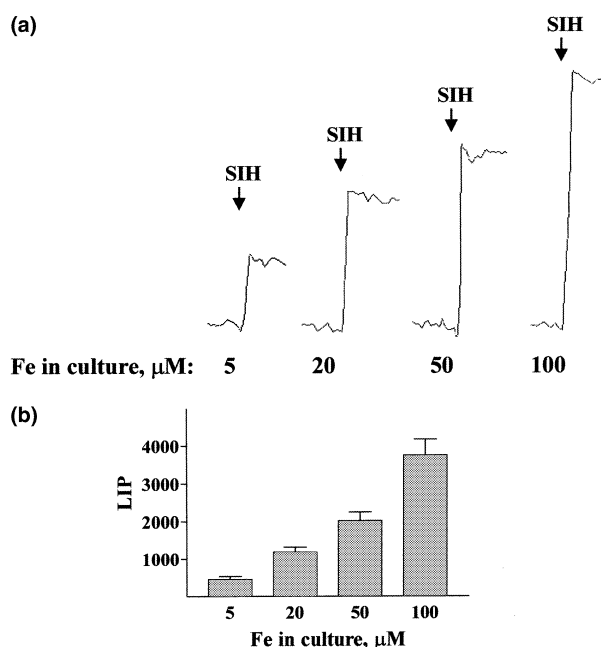 (a)
SIH
SIH
SIH
SIH
Fe in culture, μM: 5 20 50 100
(b)
4000
3000
2000
1000
LIP
5 20 50 100
Fe in culture, μM